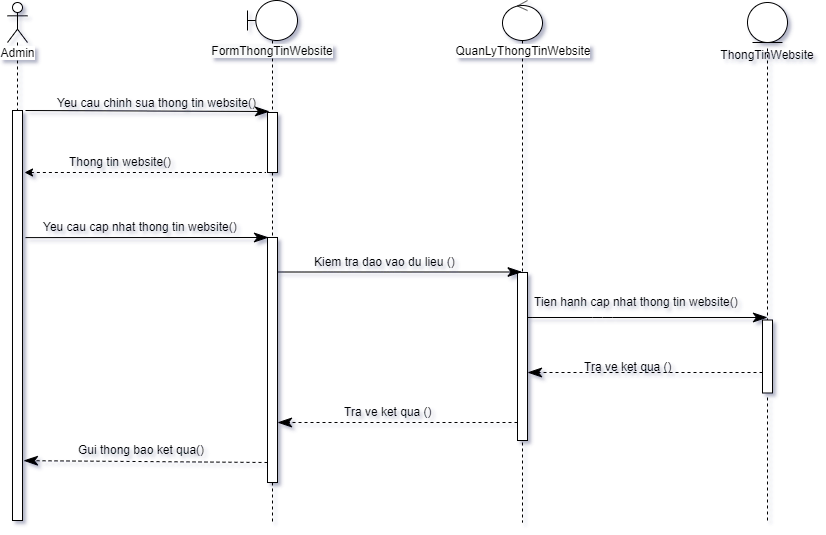 Admin
FormThongTinWebsite
QuanLyThongTinWebsite
ThongTinWebsite
Yeu cau chinh sua thong tin website()
Thong tin website()
Yeu cau cap nhat thong tin website()
Kiem tra dao vao du lieu ()
Tien hanh cap nhat thong tin website()
Tra ve ket qua ()
Tra ve ket qua ()
Gui thong bao ket qua()